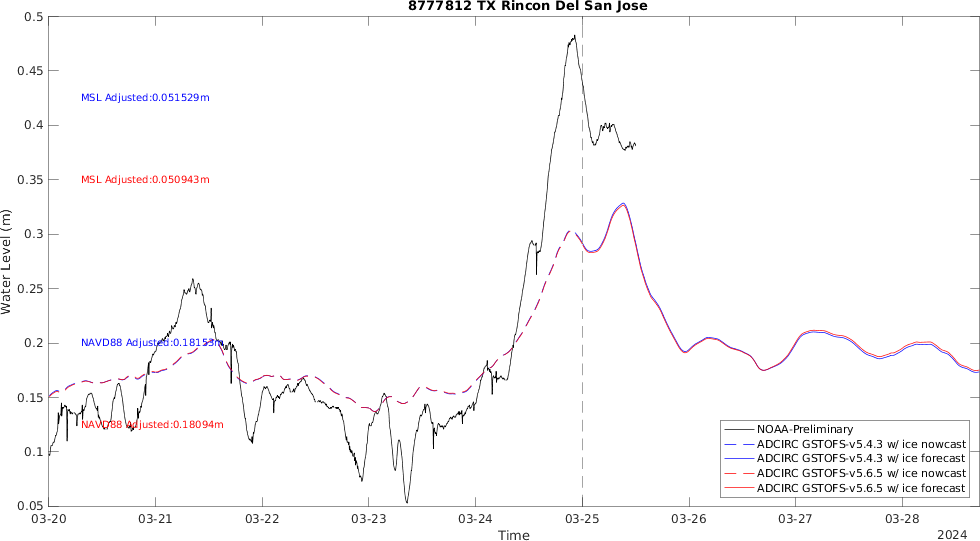 8777812 TX Rincon Del San Jose
Water Level (m)
0.5
0.45
0.4
0.35
0.3
0.25
0.2
0.15
0.1
0.05
MSL Adjusted:0.051529m
MSL Adjusted:0.050943m
NAVD88 Adjusted:0.18153m
NAVD88 Adjusted:0.18094m
NOAA-Preliminary
ADCIRC GSTOFS-v5.4.3 w/ ice nowcast
ADCIRC GSTOFS-v5.4.3 w/ ice forecast
ADCIRC GSTOFS-v5.6.5 w/ ice nowcast
ADCIRC GSTOFS-v5.6.5 w/ ice forecast
03-20 03-21 03-22 03-23 03-24 03-25 03-26 03-27 03-28
Time
2024